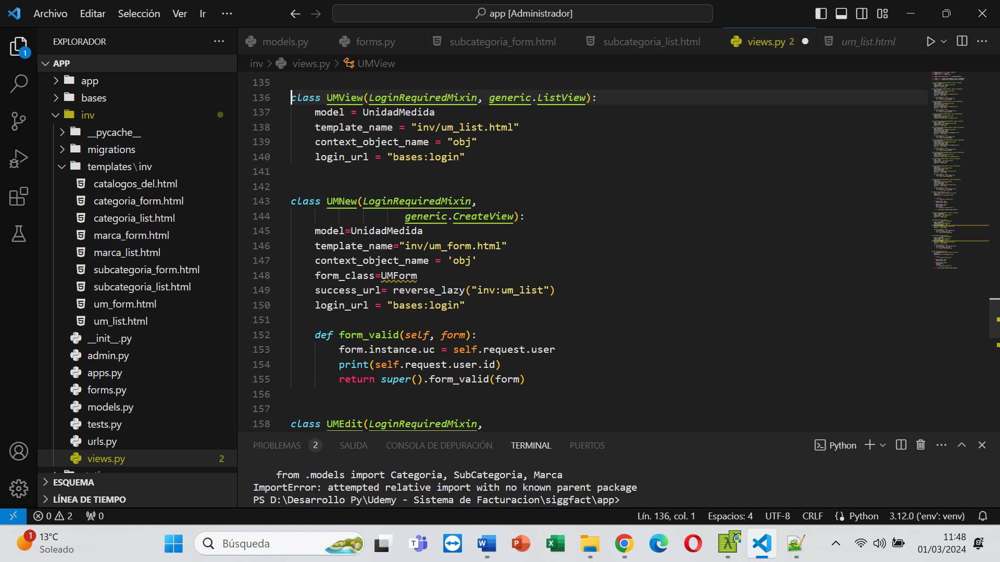 Archivo Editar Selección Ver Ir ···
app [Administrador]
EXPLORADOR ···
models.py forms.py subcategoria_form.html subcategoria_list.html views.py 2 um_list.html
inv > views.py > UMView
APP
app
bases
inv
__pycache__
migrations
templates\inv
catalogos_del.html
categoria_form.html
categoria_list.html
marca_form.html
marca_list.html
subcategoria_form.html
subcategoria_list.html
um_form.html
um_list.html
__init__.py
admin.py
apps.py
forms.py
models.py
tests.py
urls.py
views.py 2
ESQUEMA
LÍNEA DE TIEMPO
1
135
136 class UMView(LoginRequiredMixin, generic.ListView):
137 model = UnidadMedida
138 template_name = "inv/um_list.html"
139 context_object_name = "obj"
140 login_url = "bases:login"
141
142
143 class UMNew(LoginRequiredMixin,
144 generic.CreateView):
145 model=UnidadMedida
146 template_name="inv/um_form.html"
147 context_object_name = 'obj'
148 form_class=UMForm
149 success_url= reverse_lazy("inv:um_list")
150 login_url = "bases:login"
151
152 def form_valid(self, form):
153 form.instance.uc = self.request.user
154 print(self.request.user.id)
155 return super().form_valid(form)
156
157
158 class UMEdit(LoginRequiredMixin,
PROBLEMAS 2 SALIDA CONSOLA DE DEPURACIÓN TERMINAL PUERTOS Python
from .models import Categoria, SubCategoria, Marca
ImportError: attempted relative import with no known parent package
PS D:\Desarrollo Py\Udemy - Sistema de Facturacion\siggfact\app>
0 2 0 Lín. 136, col. 1 Espacios: 4 UTF-8 CRLF Python 3.12.0 ('env': venv)
1 13°C
Soleado
Búsqueda
11:48
01/03/2024